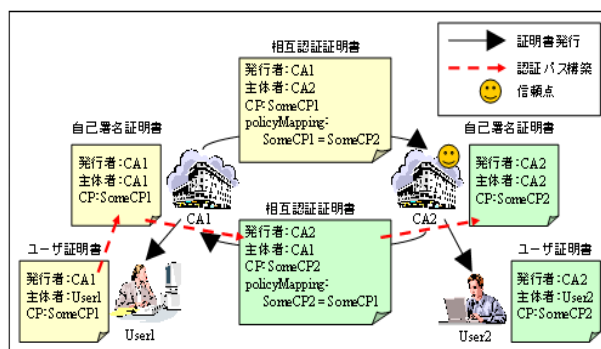 相互認証証明書
発行者:CA1
主体者:CA2
CP:SomeCP1
policyMapping:
SomeCP1=SomeCP2
証明書発行
認証パス構築
信頼点
自己署名証明書
発行者:CA1
主体者:CA1
CP:SomeCP1
CA1
自己署名証明書
発行者:CA2
主体者:CA2
CP:SomeCP2
CA2
相互認証証明書
発行者:CA2
主体者:CA1
CP:SomeCP2
policyMapping:
SomeCP2=SomeCP1
ユーザ証明書
発行者:CA1
主体者:User1
CP:SomeCP1
User1
User2
ユーザ証明書
発行者:CA2
主体者:User2
CP:SomeCP2